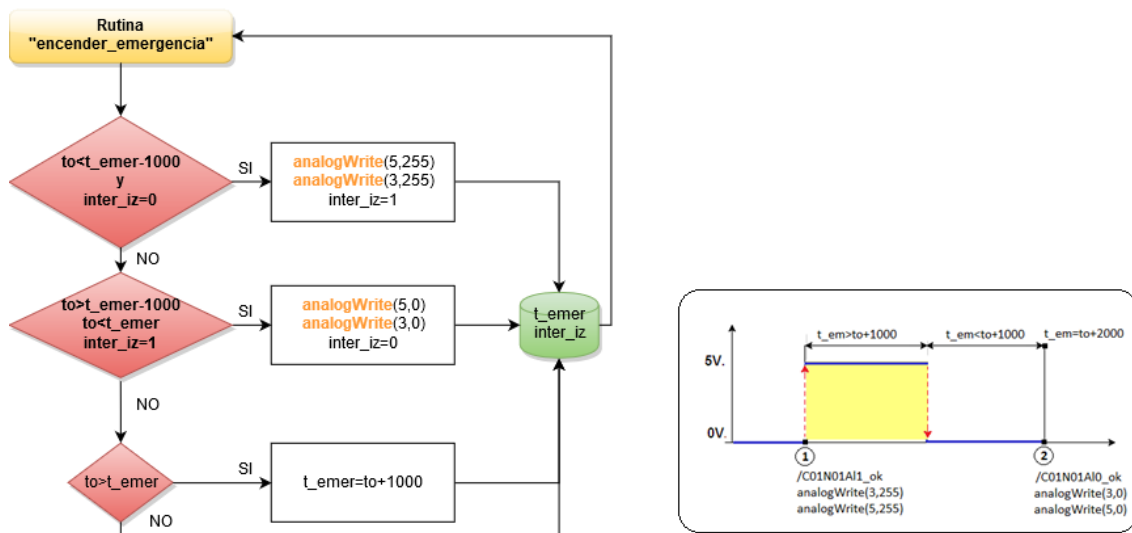 Rutina
"encender_emergencia"
to<t_emer-1000
y
inter_iz=0
SI
analogWrite(5,255)
analogWrite(3,255)
inter_iz=1
NO
to>t_emer-1000
to<t_emer
inter_iz=1
SI
analogWrite(5,0)
analogWrite(3,0)
inter_iz=0
t_emer
inter_iz
NO
to>t_emer
SI
t_emer=to+1000
NO
t_em>to+1000
t_em<to+1000
t_em=to+2000
5V.
0V.
1
2
/C01N01Al1_ok
analogWrite(3,255)
analogWrite(5,255)
/C01N01Al0_ok
analogWrite(3,0)
analogWrite(5,0)